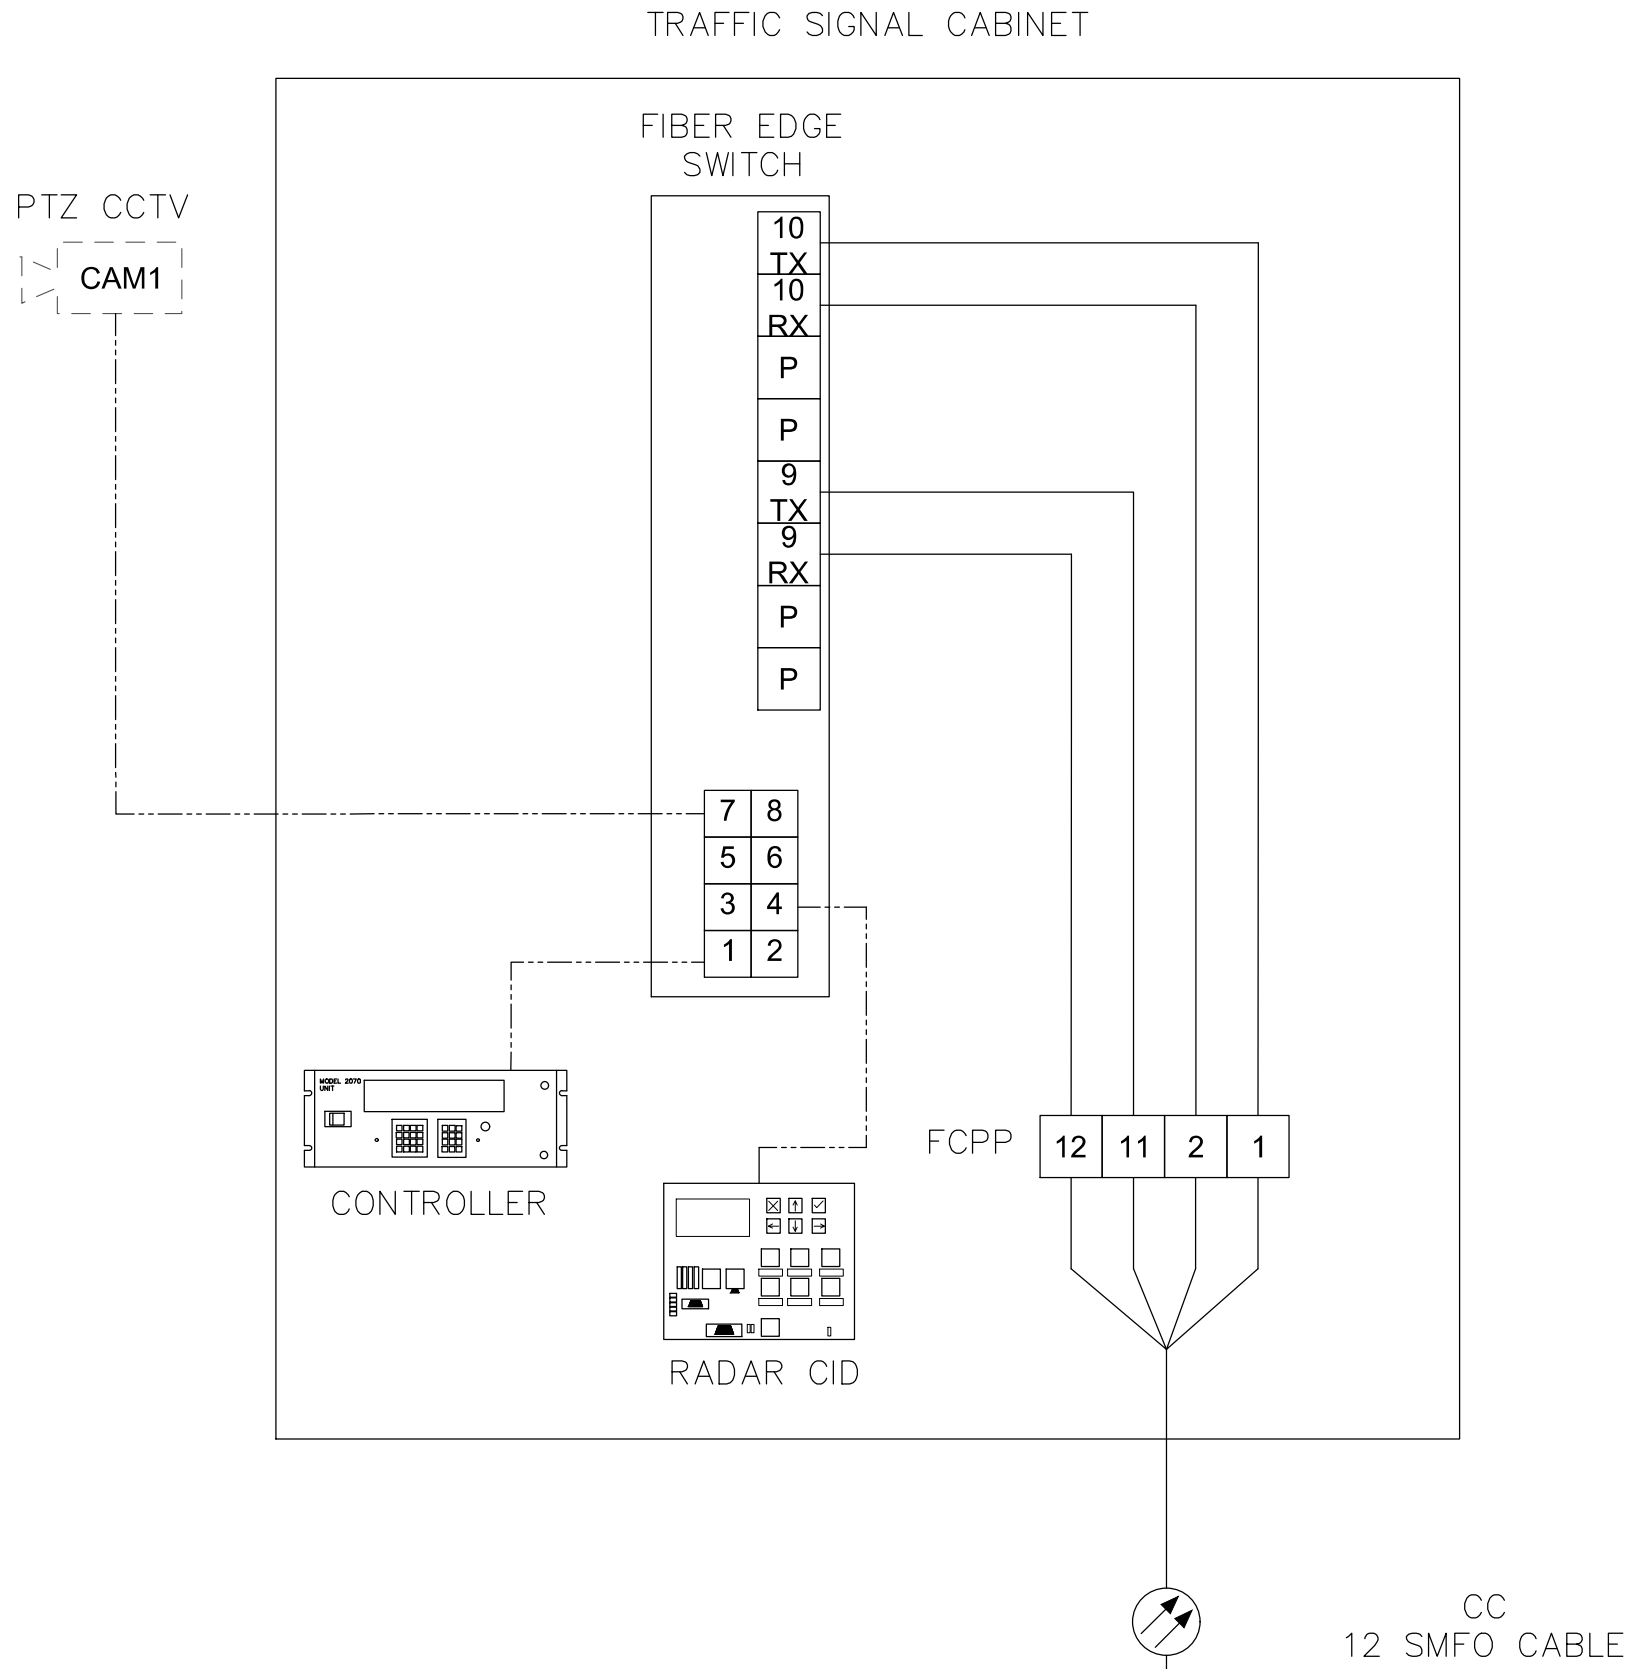 TRAFFIC SIGNAL CABINET
FIBER EDGE
SWITCH
PTZ CCTV
CAM1
10
TX
10
RX
P
P
9
TX
9
RX
P
P
7 8
5 6
3 4
1 2
MODEL 2070
UNIT
CONTROLLER
FCPP 12 11 2 1
RADAR CID
CC
12 SMFO CABLE